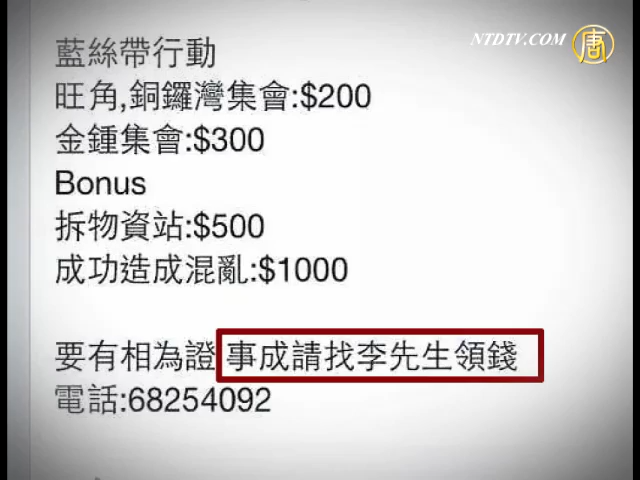 NTDTV.COM 唐
藍絲帶行動
旺角,銅鑼灣集會:$200
金鍾集會:$300
Bonus
拆物資站:$500
成功造成混亂:$1000
要有相為證 事成請找李先生領錢
電話:68254092